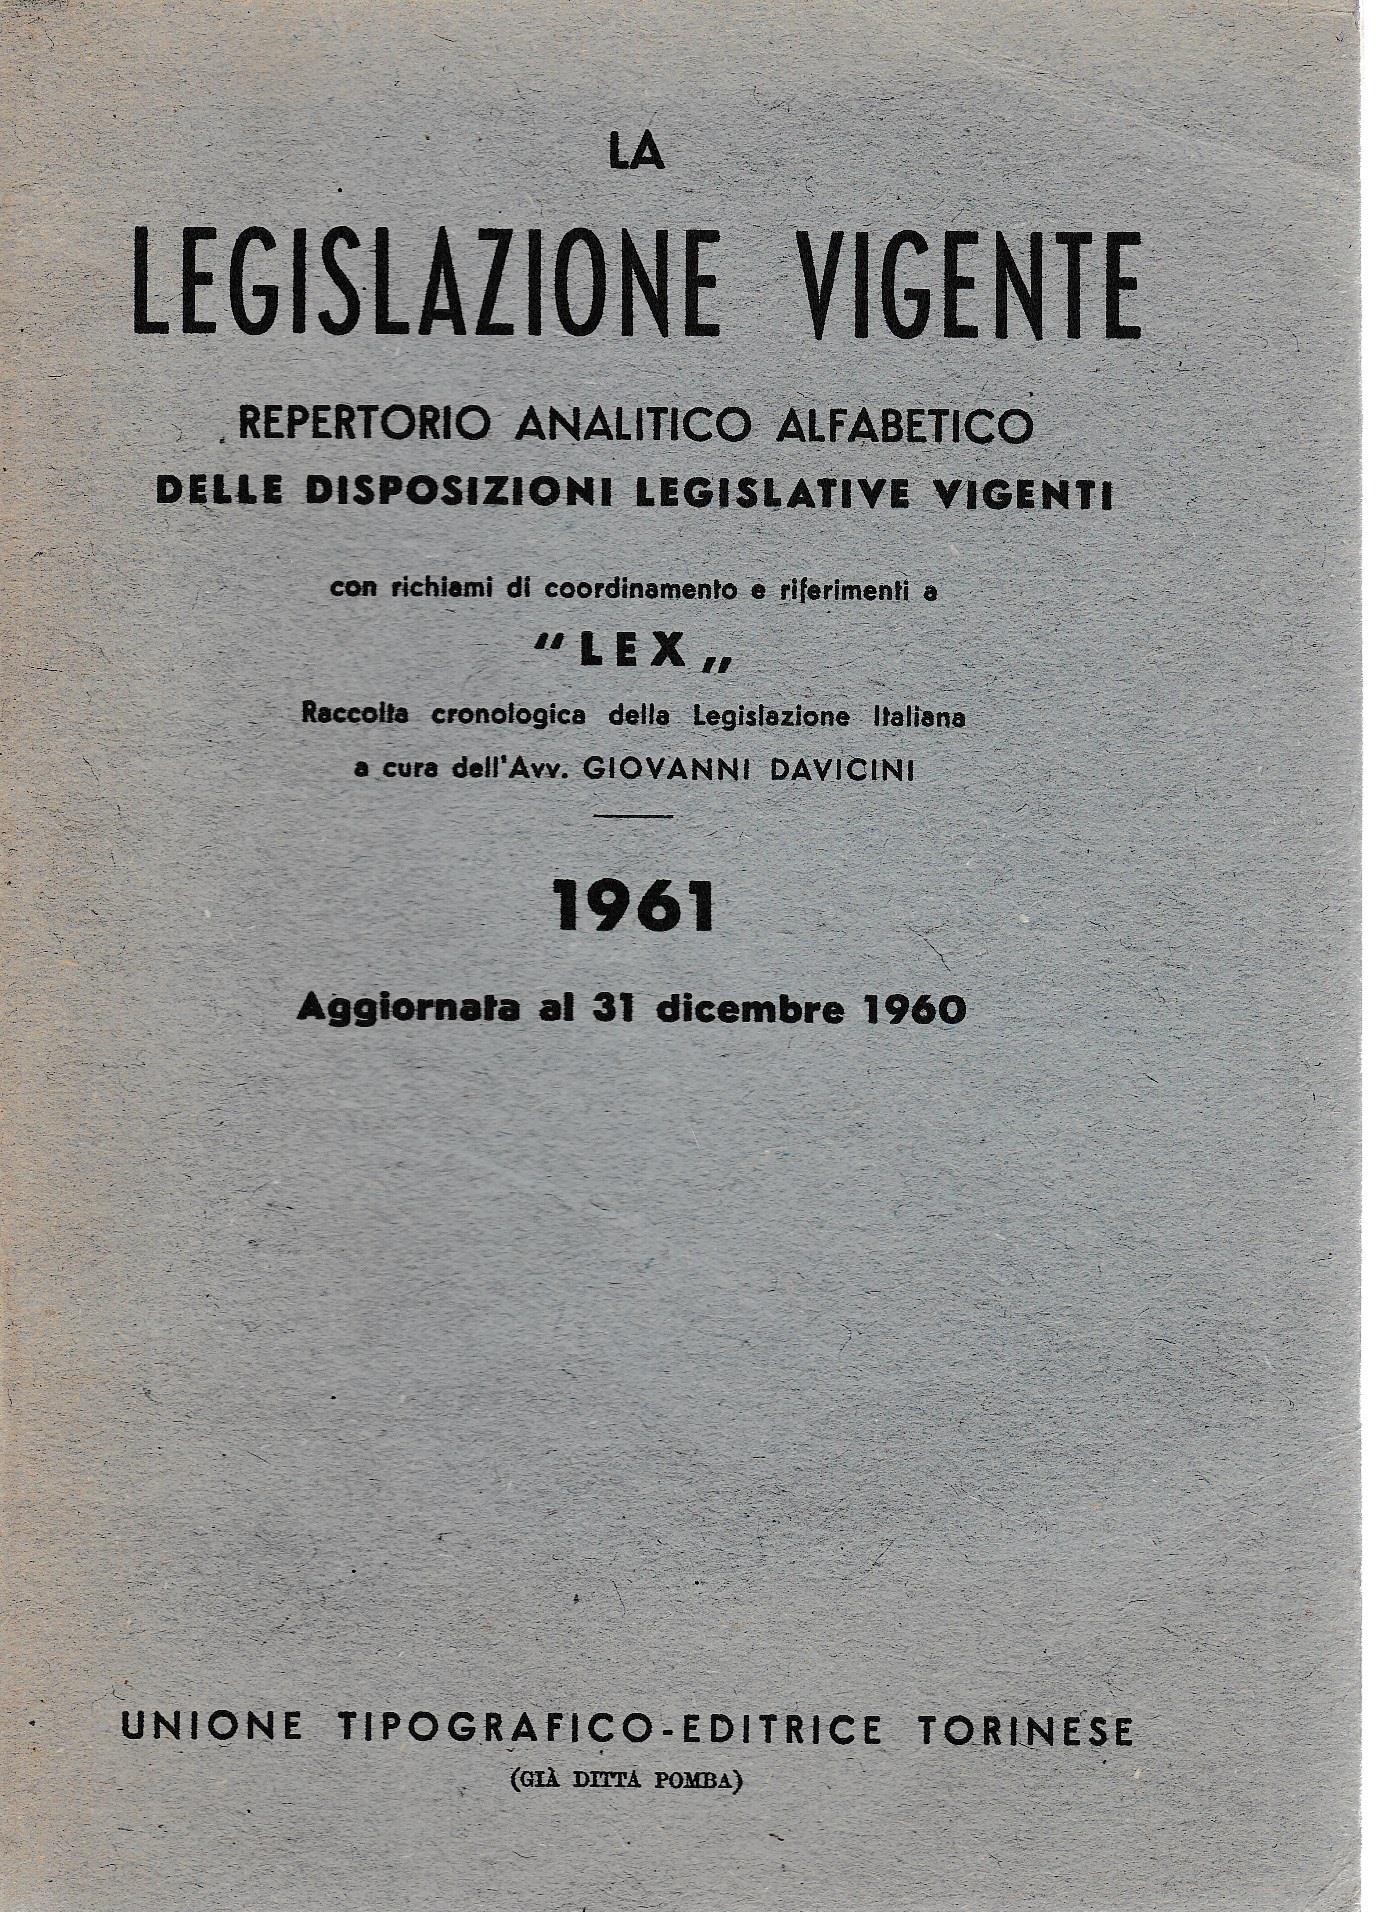 LA
LEGISLAZIONE VIGENTE
REPERTORIO ANALITICO ALFABETICO
DELLE DISPOSIZIONI LEGISLATIVE VIGENTI
con richiami di coordinamento e riferimenti a
“LEX„
Raccolta cronologica della Legislazione Italiana
a cura dell'Avv. GIOVANNI DAVICINI
1961
Aggiornata al 31 dicembre 1960
UNIONE TIPOGRAFICO-EDITRICE TORINESE
(GIÀ DITTA POMBA)